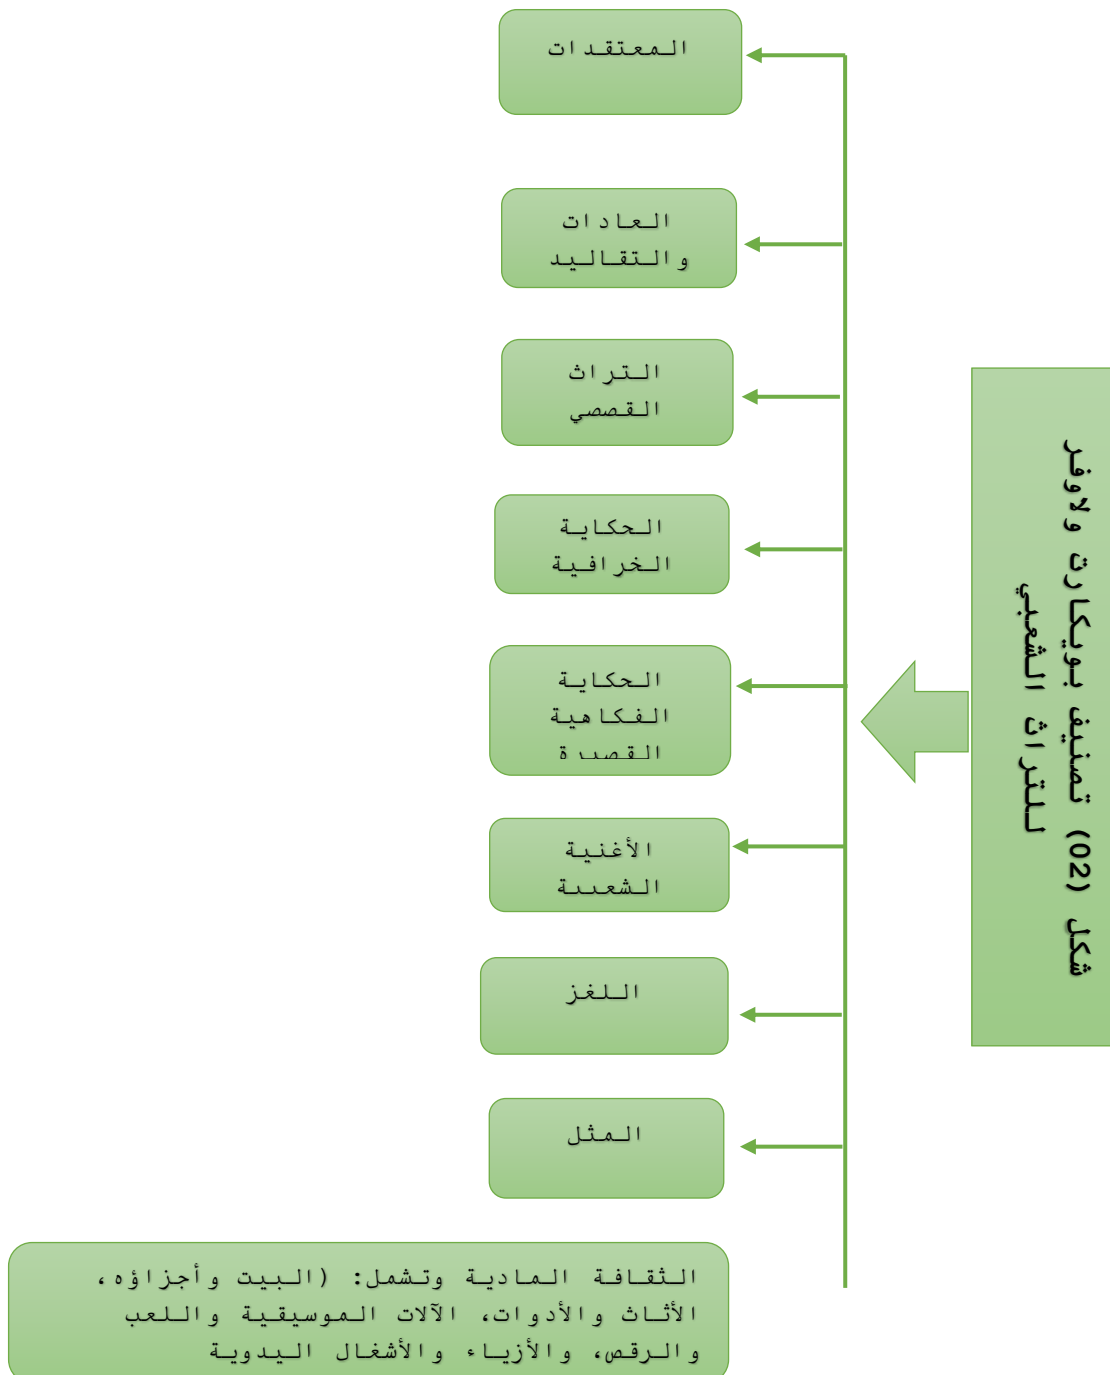 شكل (02) تصنيف بويكارت ولاوفر
للتراث الشعبي
المعتقدات
العادات
والتقاليد
التراث
القصصي
الحكاية
الخرافية
الحكاية
الفكاهية
القصيرة
الأغنية
الشعبية
اللغز
المثل
الثقافة المادية وتشمل: (البيت وأجزاؤه،
الأثاث والأدوات، الآلات الموسيقية واللعب
والرقص، والأزياء والأشغال اليدوية